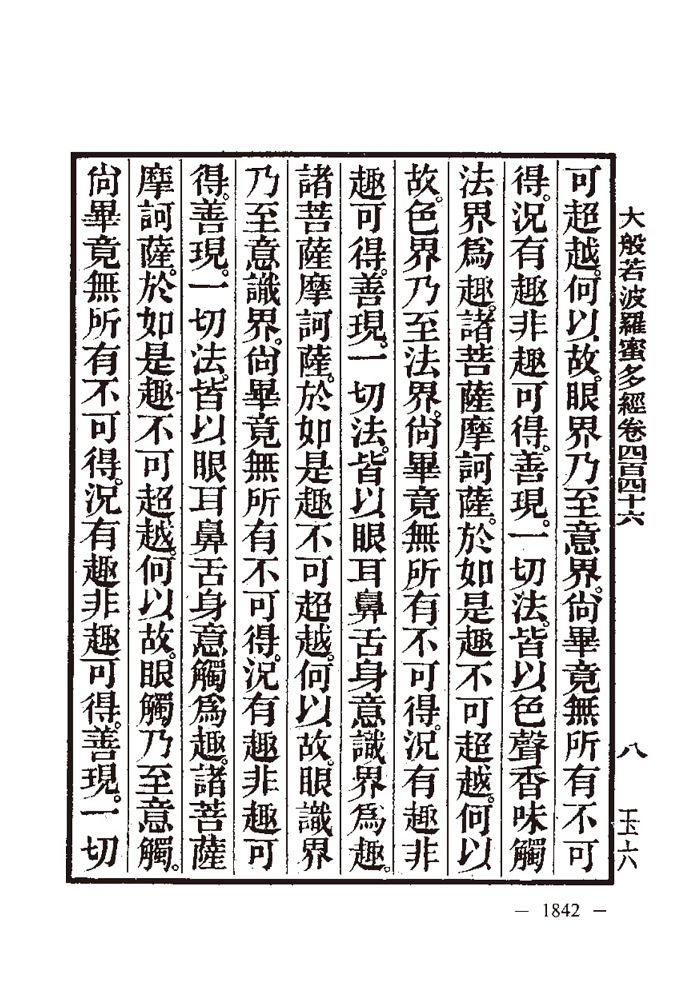 大般若波羅蜜多經卷四百四十六 八 玉六
可超越。何以故。眼界乃至意界。尙畢竟無所有不可
得。況有趣非趣可得。善現。一切法。皆以色聲香味觸
法界爲趣。諸菩薩摩訶薩。於如是趣不可超越。何以
故。色界乃至法界。尙畢竟無所有不可得。況有趣非
趣可得。善現。一切法。皆以眼耳鼻舌身意識界爲趣。
諸菩薩摩訶薩。於如是趣不可超越。何以故。眼識界
乃至意識界。尙畢竟無所有不可得。況有趣非趣可
得。善現。一切法。皆以眼耳鼻舌身意觸爲趣。諸菩薩
摩訶薩。於如是趣不可超越。何以故。眼觸乃至意觸。
尙畢竟無所有不可得。況有趣非趣可得。善現。一切
— 1842 —